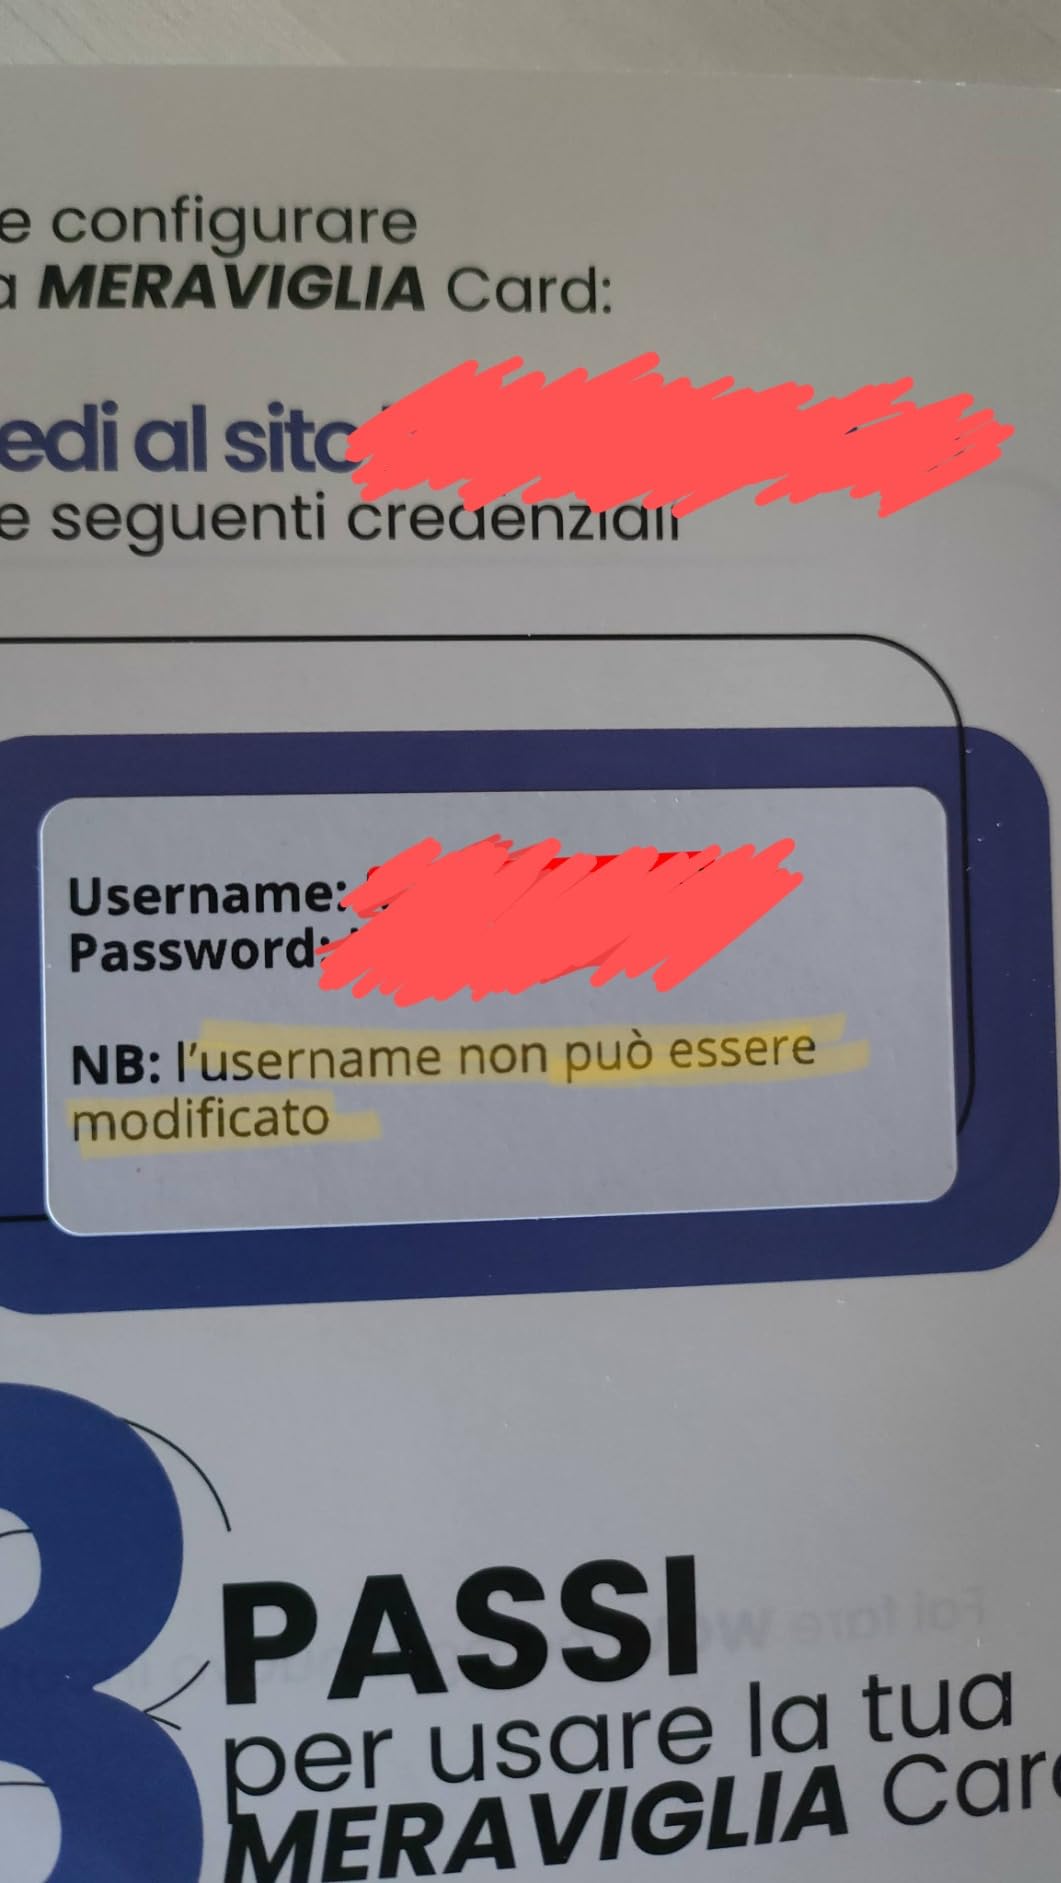 e configurare
a MERAVIGLIA Card:
edi al sito
e seguenti credenziali
Username:
Password:
NB: l'username non può essere
modificato
3 PASSI
per usare la tua
MERAVIGLIA Car